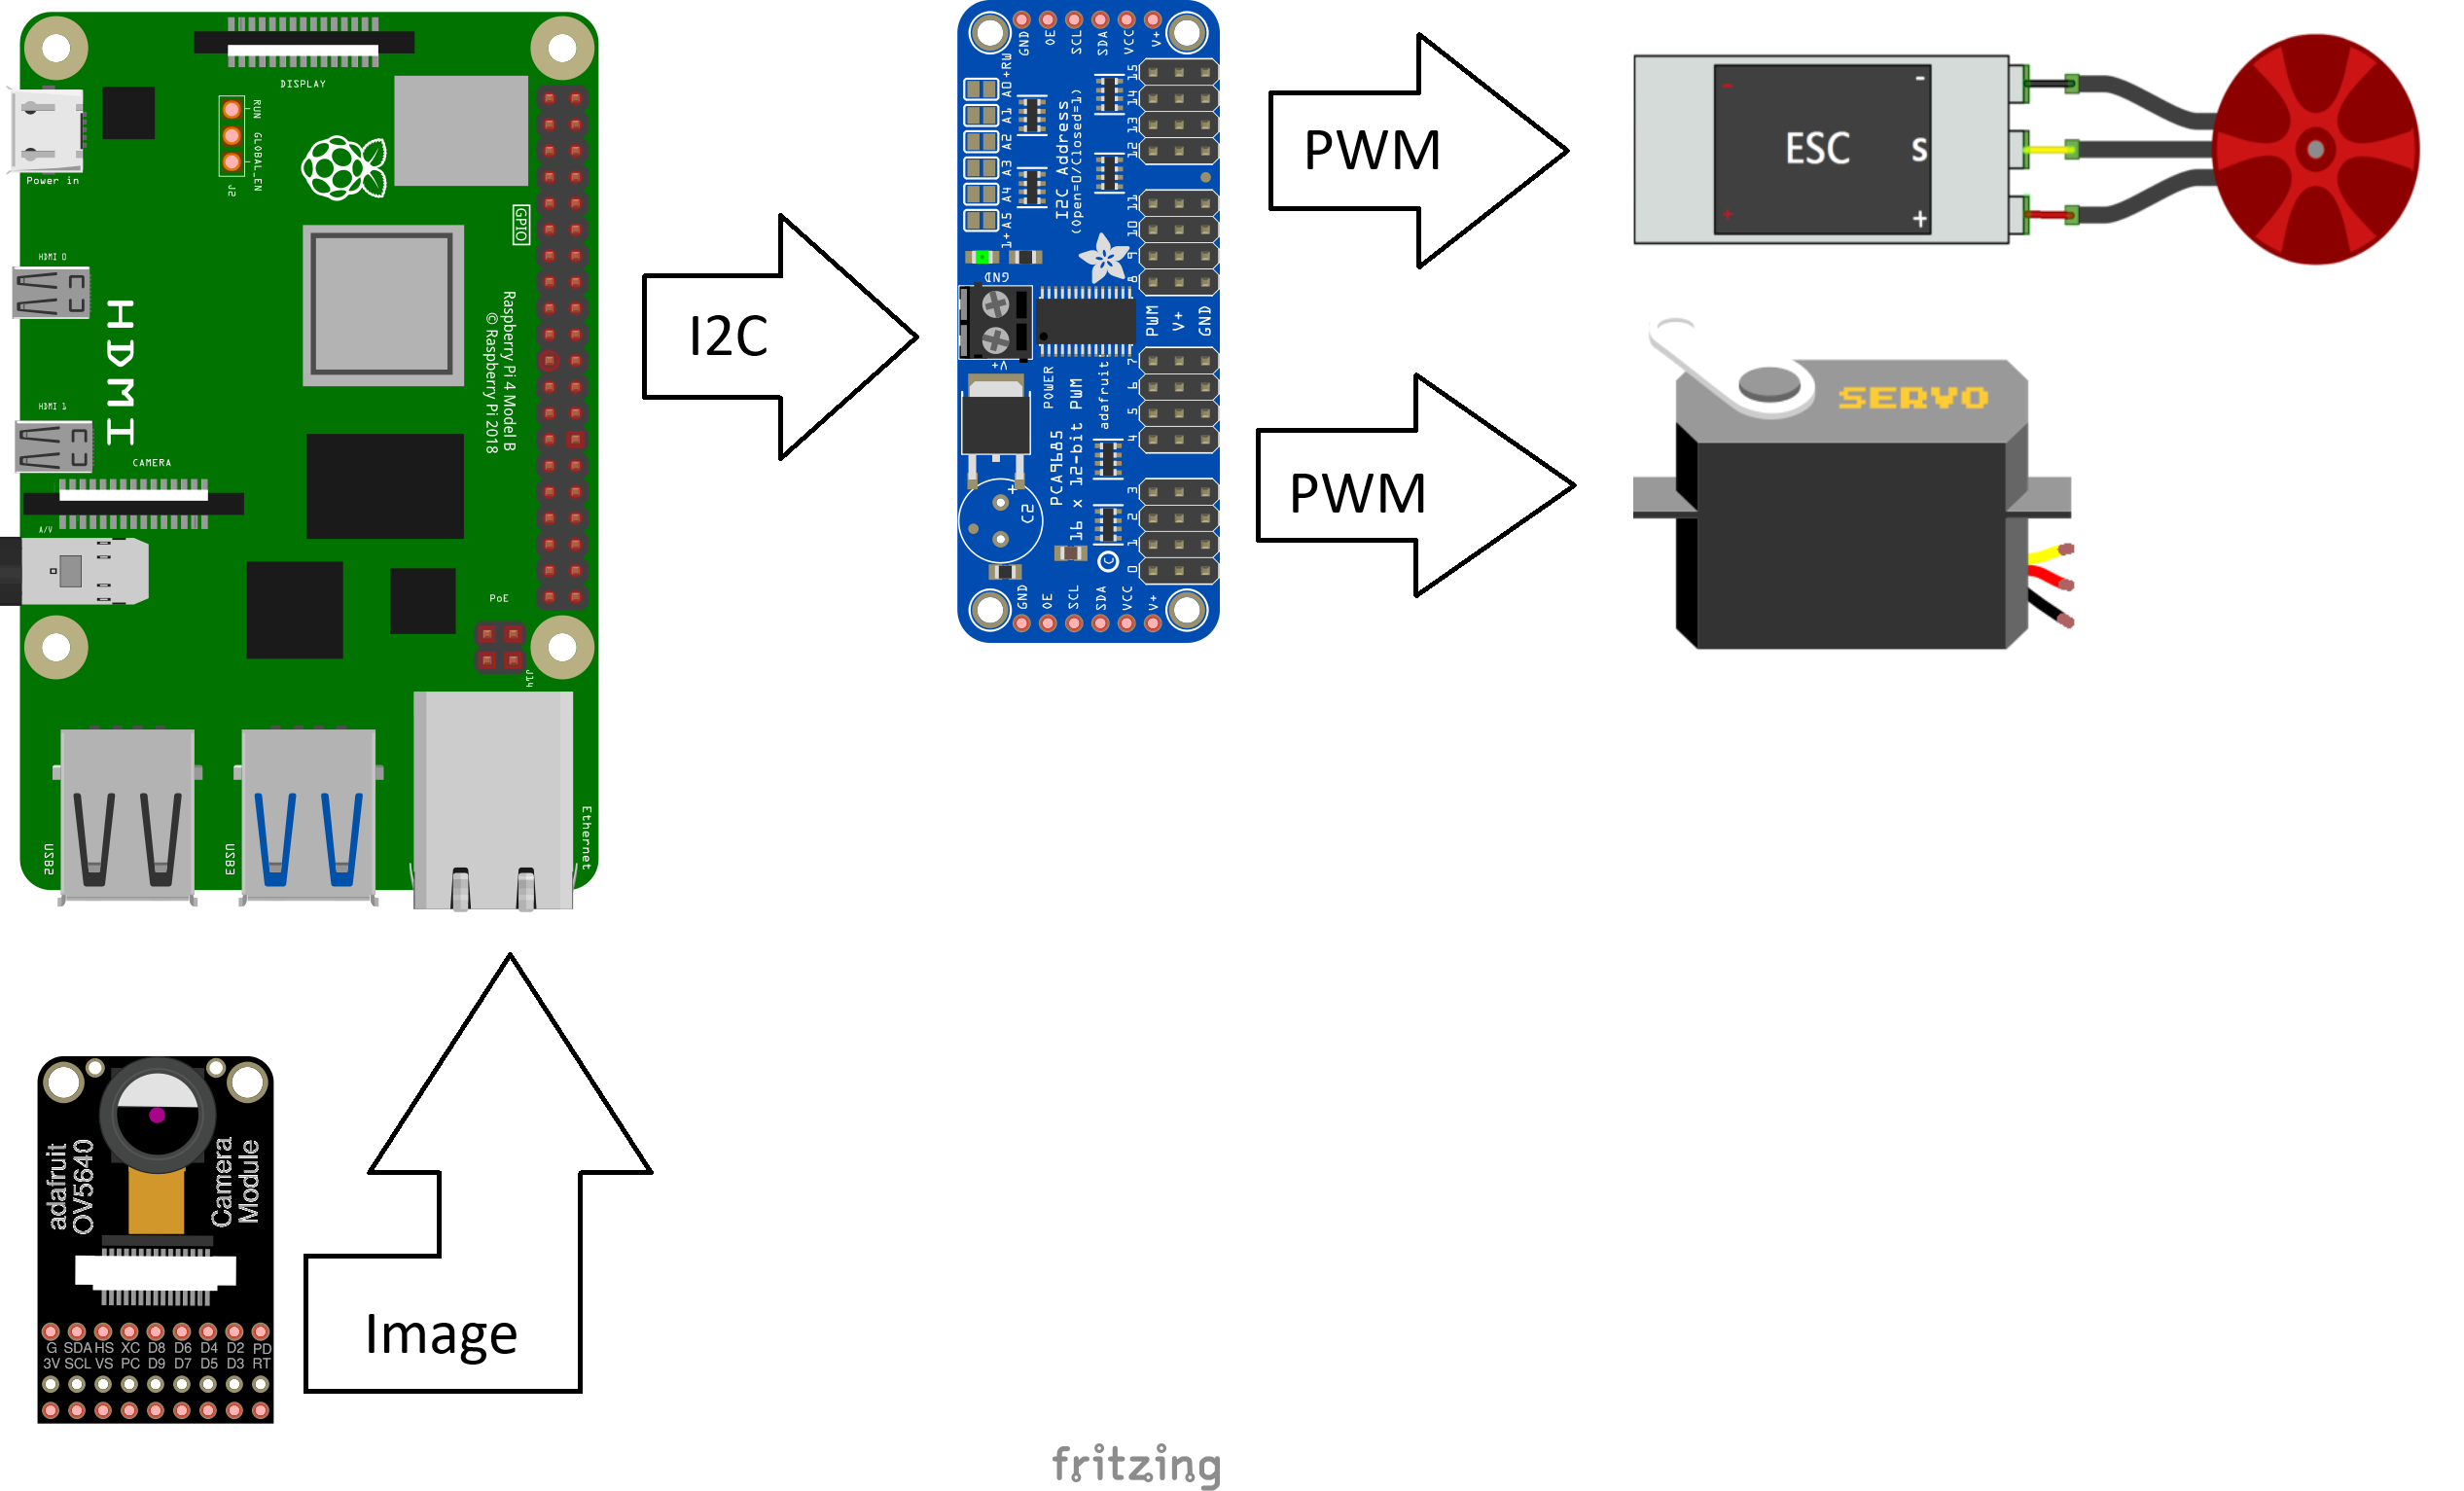 DISPLAY
RUN
GLOBAL_EN
J2
Power in
GPIO
HDMI 0
HDMI
HDMI 1
Raspberry Pi 4 Model B
© Raspberry Pi 2018
CAMERA
A/V
PoE
J14
USB2
USB3
Ethernet
I2C
GND OE SCL SDA VCC V+
A0 +RW
A1
A2
A3
A4
1+A5
I2C Address
(Open=0/Closed=1)
15
14
13
12
11
10
9
8
GND
V+
POWER
PWM
V+
GND
adafruit
PCA9685
16 x 12-bit PWM
7
6
5
4
3
2
1
0
+
C2
©
GND OE SCL SDA VCC V+
PWM
PWM
- -
ESC S
+ +
SERVO
adafruit
OV5640
Camera
Module
G SDA HS XC D8 D6 D4 D2 PD
3V SCL VS PC D9 D7 D5 D3 RT
Image
fritzing